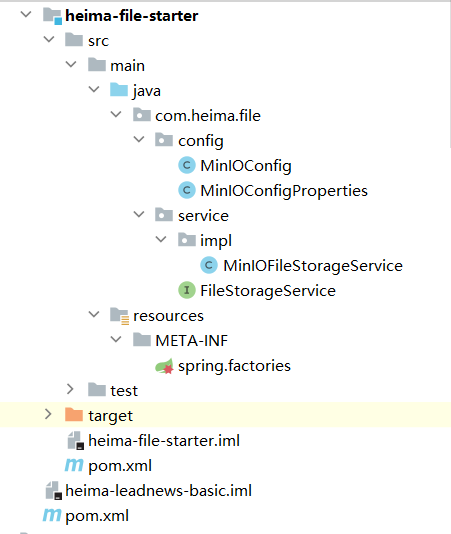 heima-file-starter
src
main
java
com.heima.file
config
C MinIOConfig
C MinIOConfigProperties
service
impl
C MinIOFileStorageService
I FileStorageService
resources
META-INF
spring.factories
test
target
heima-file-starter.iml
m pom.xml
heima-leadnews-basic.iml
m pom.xml